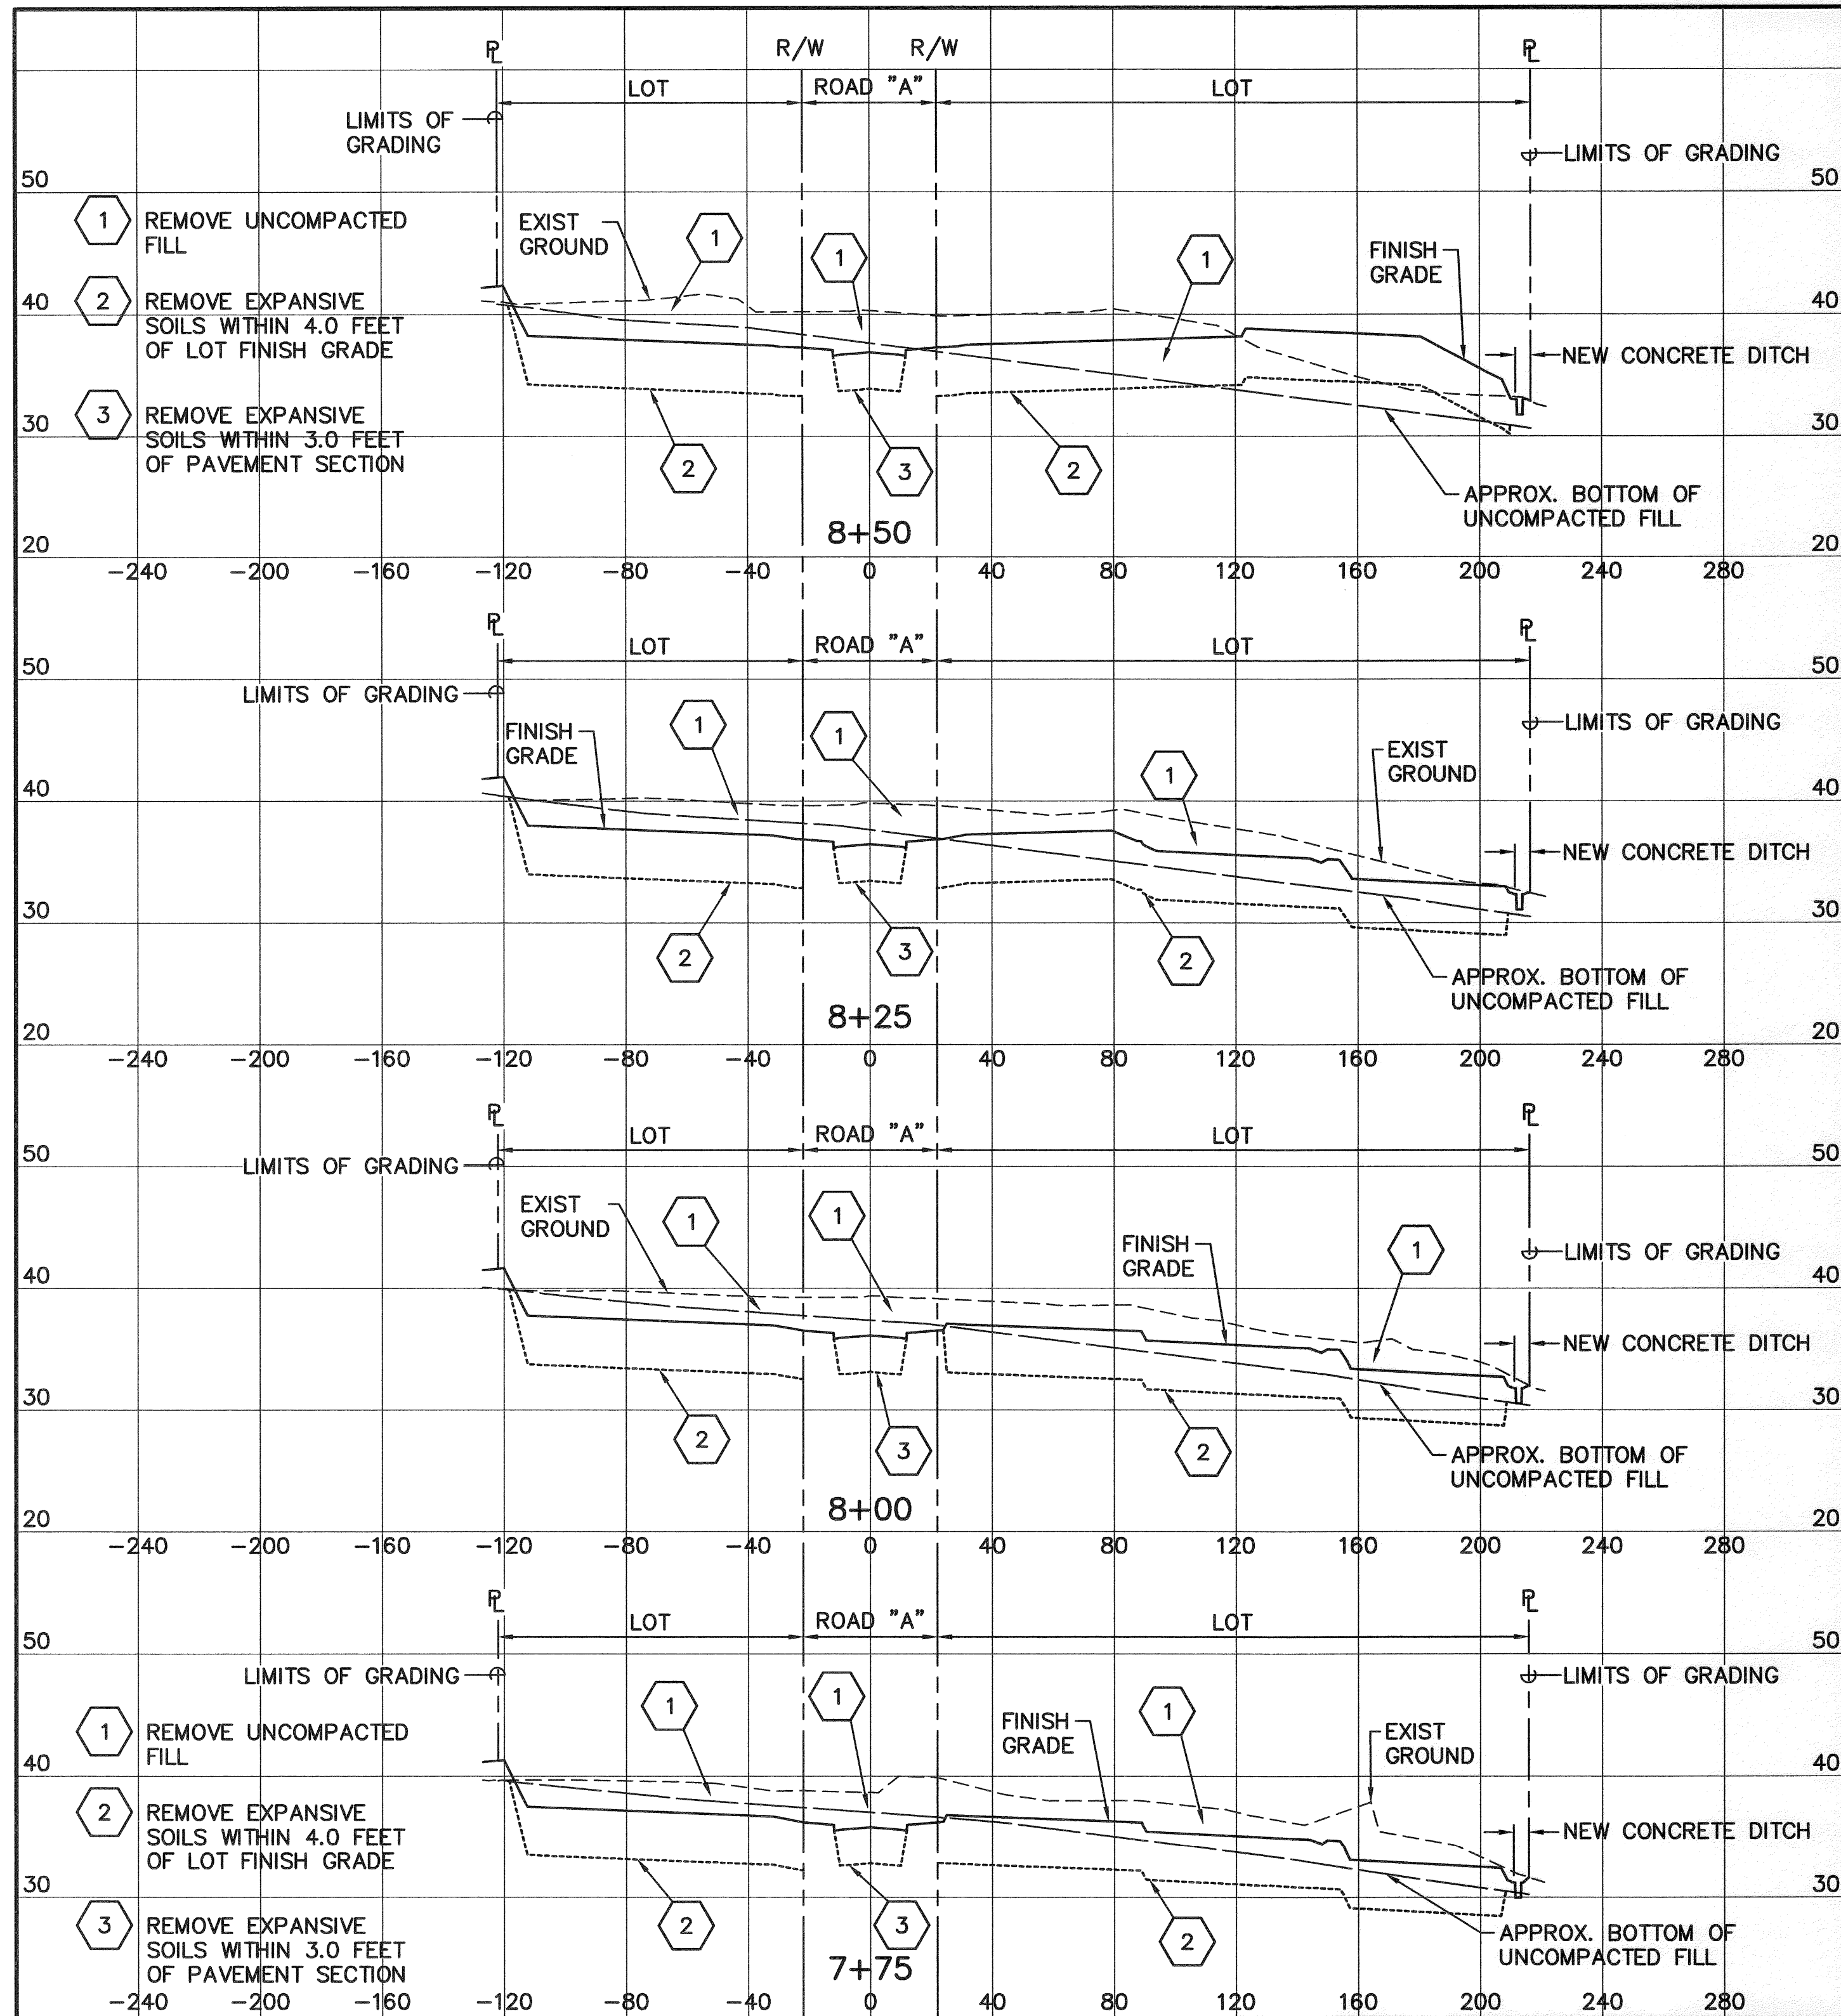 PL R/W R/W PL
LOT ROAD "A" LOT
LIMITS OF
GRADING
LIMITS OF GRADING
50 50
1 REMOVE UNCOMPACTED
FILL
EXIST
GROUND
1 1 1
FINISH
GRADE
40 40
2 REMOVE EXPANSIVE
SOILS WITHIN 4.0 FEET
OF LOT FINISH GRADE
NEW CONCRETE DITCH
3 REMOVE EXPANSIVE
SOILS WITHIN 3.0 FEET
OF PAVEMENT SECTION
30 30
2 3 2
APPROX. BOTTOM OF
UNCOMPACTED FILL
8+50
20 20
-240 -200 -160 -120 -80 -40 0 40 80 120 160 200 240 280
PL PL
LOT ROAD "A" LOT
50 50
LIMITS OF GRADING
LIMITS OF GRADING
FINISH
GRADE
1 1 1
EXIST
GROUND
40 40
NEW CONCRETE DITCH
30 30
2 3 2
APPROX. BOTTOM OF
UNCOMPACTED FILL
8+25
20 20
-240 -200 -160 -120 -80 -40 0 40 80 120 160 200 240 280
PL PL
LOT ROAD "A" LOT
50 50
LIMITS OF GRADING
EXIST
GROUND
1 1
FINISH
GRADE
1
LIMITS OF GRADING
40 40
NEW CONCRETE DITCH
30 30
2 3 2
APPROX. BOTTOM OF
UNCOMPACTED FILL
8+00
20 20
-240 -200 -160 -120 -80 -40 0 40 80 120 160 200 240 280
PL PL
LOT ROAD "A" LOT
50 50
LIMITS OF GRADING
LIMITS OF GRADING
1 REMOVE UNCOMPACTED
FILL
1 1
FINISH
GRADE
1
EXIST
GROUND
40 40
2 REMOVE EXPANSIVE
SOILS WITHIN 4.0 FEET
OF LOT FINISH GRADE
NEW CONCRETE DITCH
30 30
3 REMOVE EXPANSIVE
SOILS WITHIN 3.0 FEET
OF PAVEMENT SECTION
2 3 2
APPROX. BOTTOM OF
UNCOMPACTED FILL
7+75
-240 -200 -160 -120 -80 -40 0 40 80 120 160 200 240 280